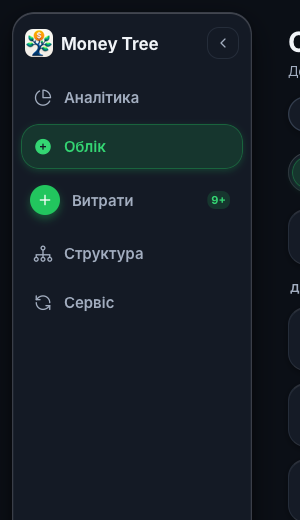 Money Tree
Аналітика
Облік
Витрати 9+
Структура
Сервіс